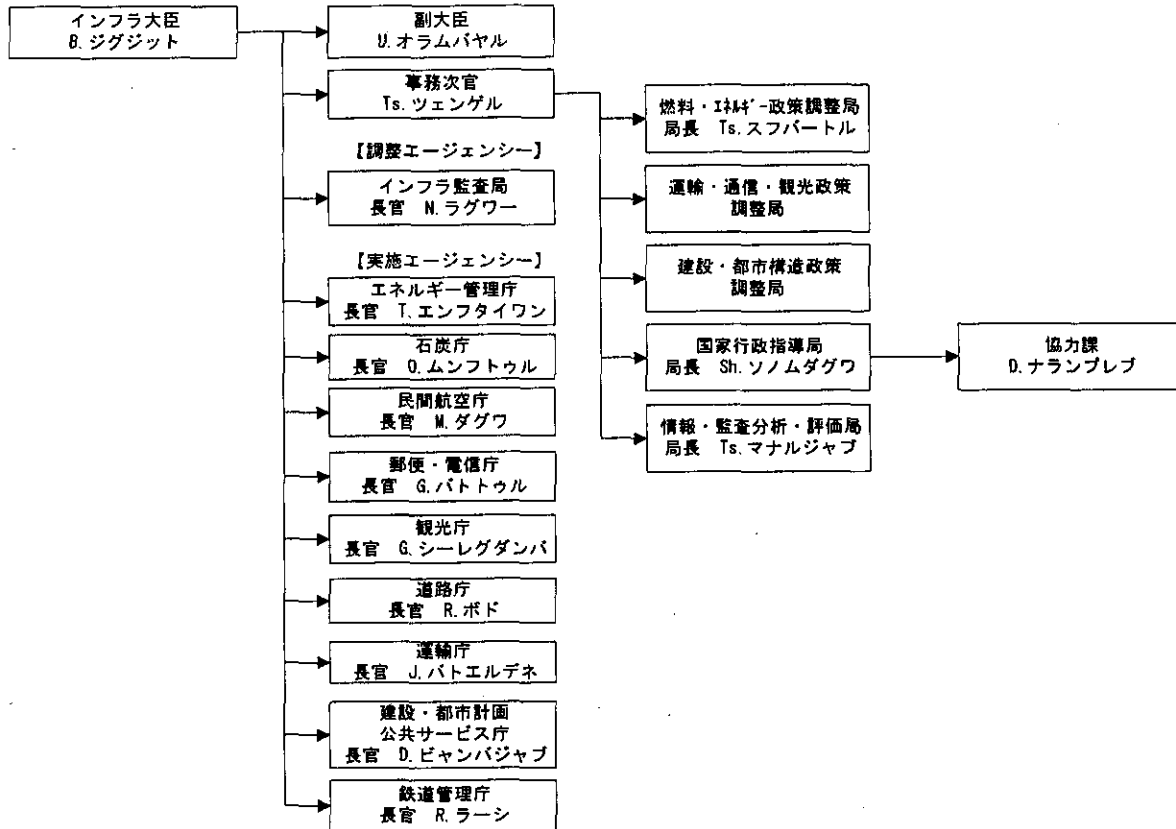 インフラ大臣
B.ジグジット
副大臣
U.オラムバヤル
事務次官
Ts.ツェンゲル
【調整エージェンシー】
インフラ監査局
長官 N.ラグワー
【実施エージェンシー】
エネルギー管理庁
長官 T.エンフタイワン
石炭庁
長官 O.ムンフトゥル
民間航空庁
長官 M.ダグワ
郵便・電信庁
長官 G.バトトゥル
観光庁
長官 G.シーレグダンバ
道路庁
長官 R.ボド
運輸庁
長官 J.バトエルデネ
建設・都市計画
公共サービス庁
長官 D.ビャンバジャブ
鉄道管理庁
長官 R.ラーシ
燃料・エネルギー政策調整局
局長 Ts.スフバートル
運輸・通信・観光政策
調整局
建設・都市構造政策
調整局
国家行政指導局
局長 Sh.ソノムダグワ
情報・監査分析・評価局
局長 Ts.マナルジャブ
協力課
D.ナランプレブ